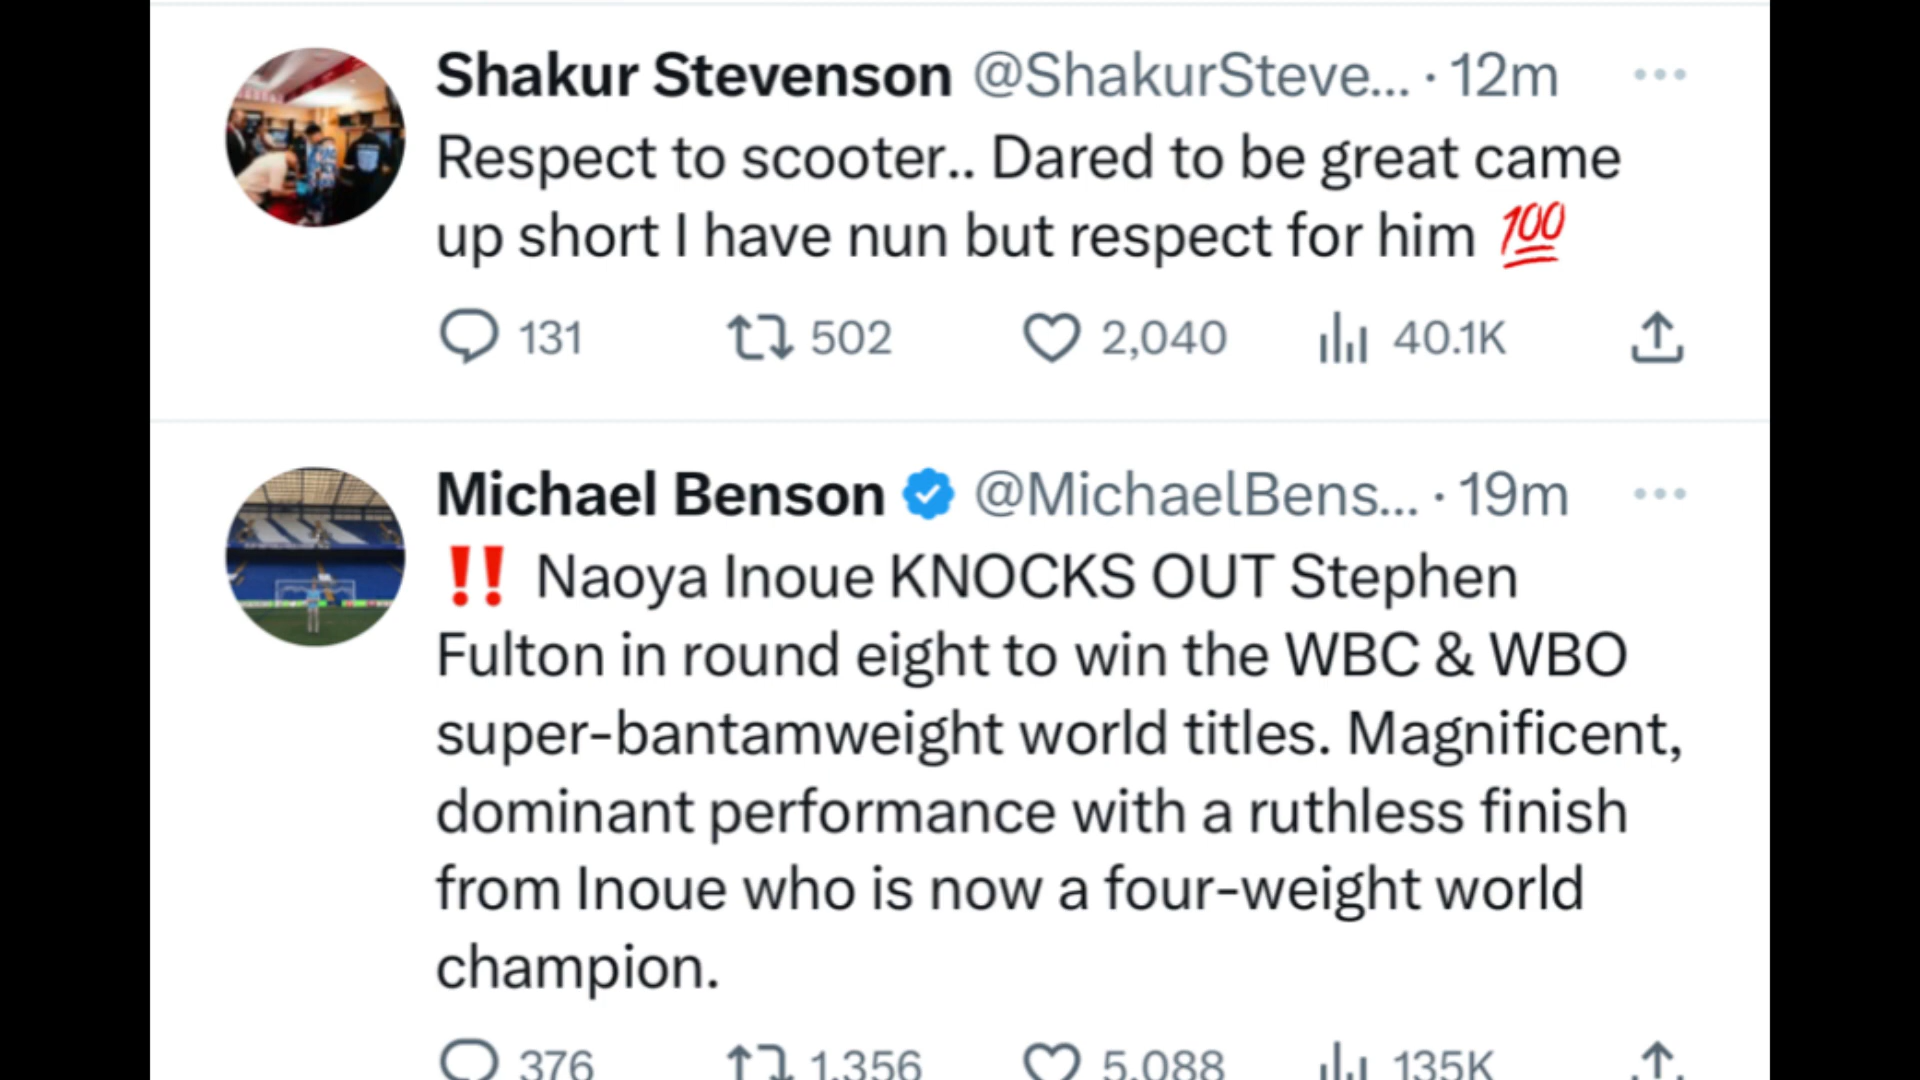 Shakur Stevenson @ShakurSteve... · 12m
Respect to scooter.. Dared to be great came
up short I have nun but respect for him 💯
131 502 2,040 40.1K
Michael Benson @MichaelBens... · 19m
‼️ Naoya Inoue KNOCKS OUT Stephen
Fulton in round eight to win the WBC & WBO
super-bantamweight world titles. Magnificent,
dominant performance with a ruthless finish
from Inoue who is now a four-weight world
champion.
376 1,356 5,088 135K